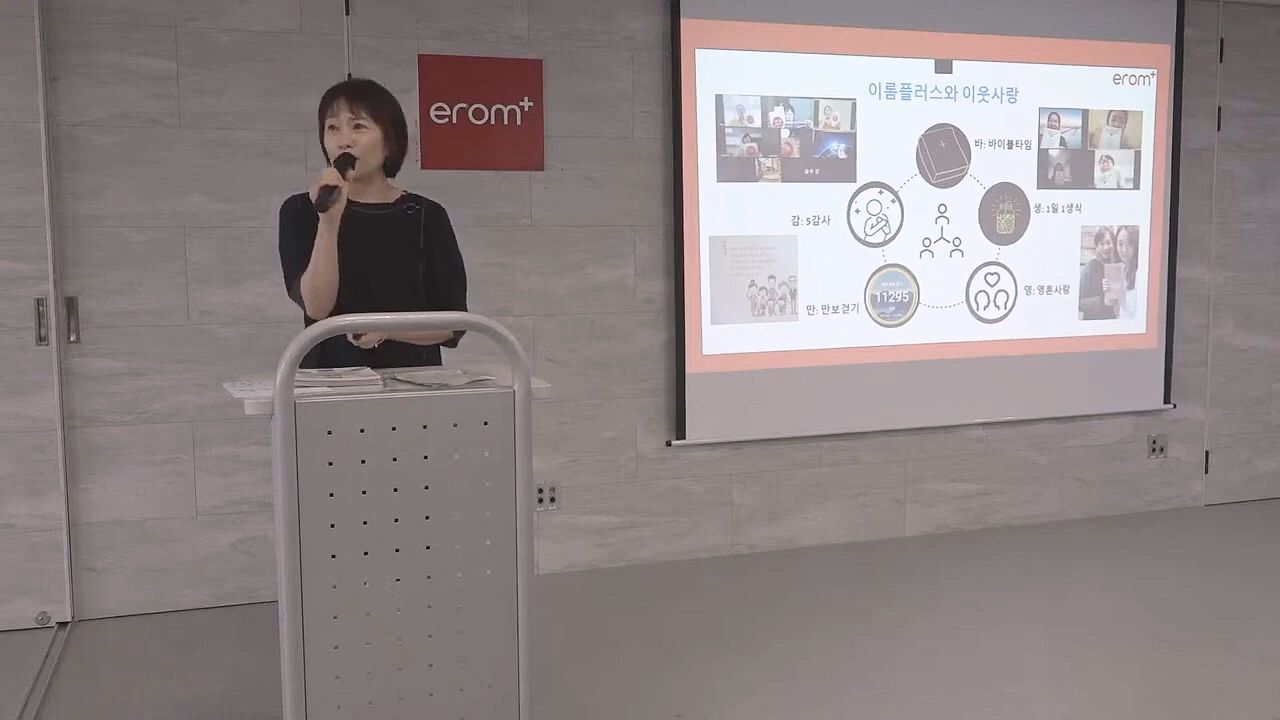 erom+
erom+
이롬플러스와 이웃사랑
바: 바이블타임
생: 1일 1생식
감: 5감사
영: 영혼사랑
만: 만보걷기
11295